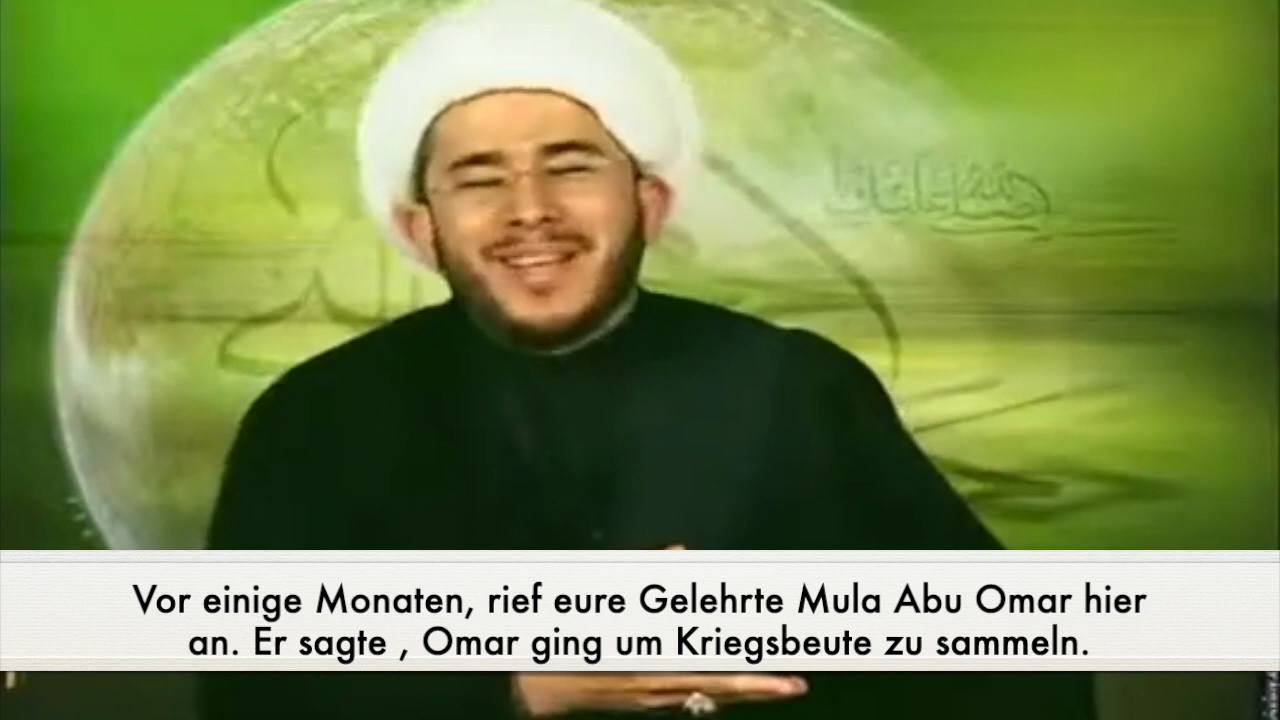 Vor einige Monaten, rief eure Gelehrte Mula Abu Omar hier
an. Er sagte , Omar ging um Kriegsbeute zu sammeln.